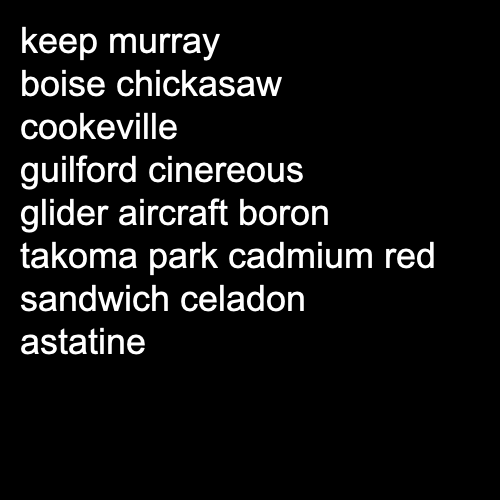 keep murray
boise chickasaw
cookeville
guilford cinereous
glider aircraft boron
takoma park cadmium red
sandwich celadon
astatine